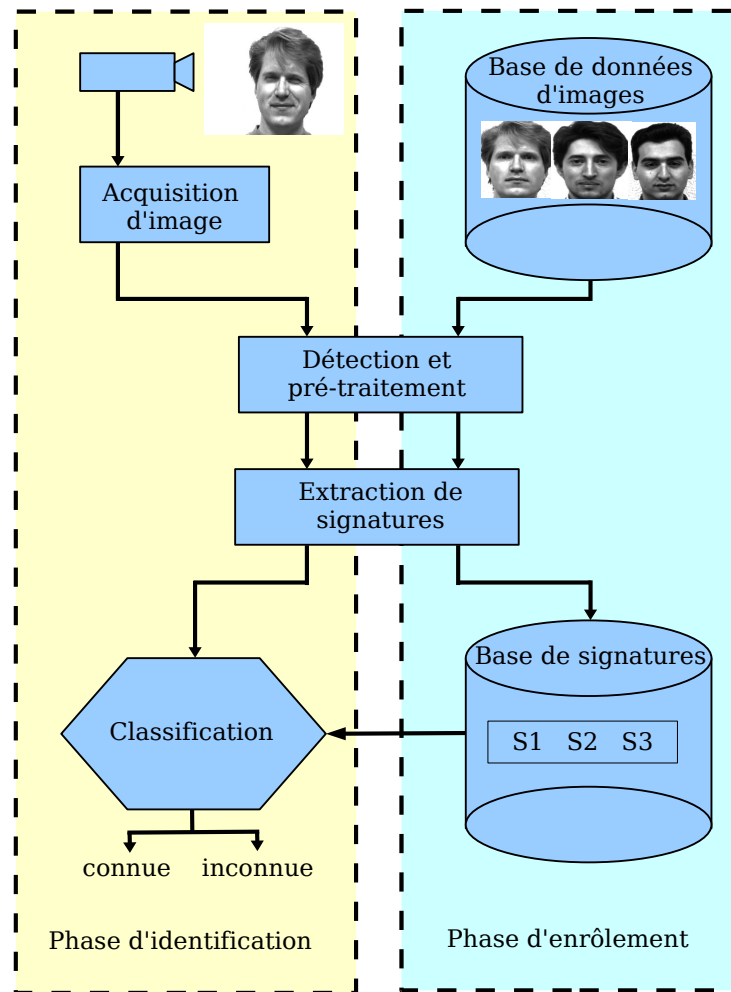 Base de données
d'images
Acquisition
d'image
Détection et
pré-traitement
Extraction de
signatures
Base de signatures
Classification
S1 S2 S3
connue inconnue
Phase d'identification
Phase d'enrôlement